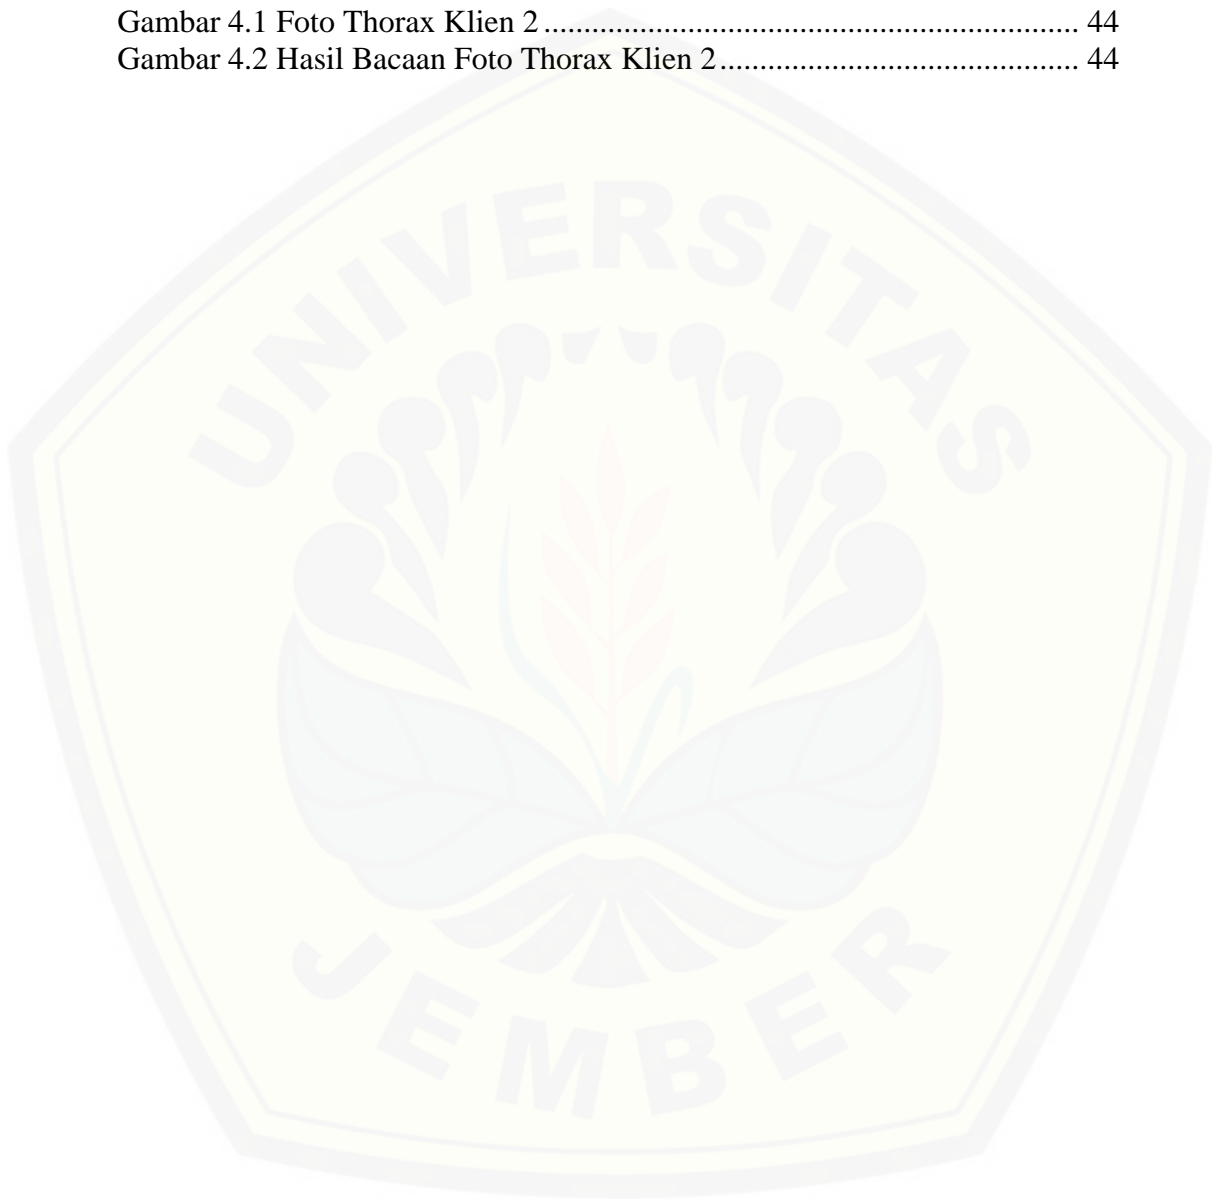 Gambar 4.1 Foto Thorax Klien 2 .................................................................... 44
Gambar 4.2 Hasil Bacaan Foto Thorax Klien 2 ............................................. 44
UNIVERSITAS
JEMBER